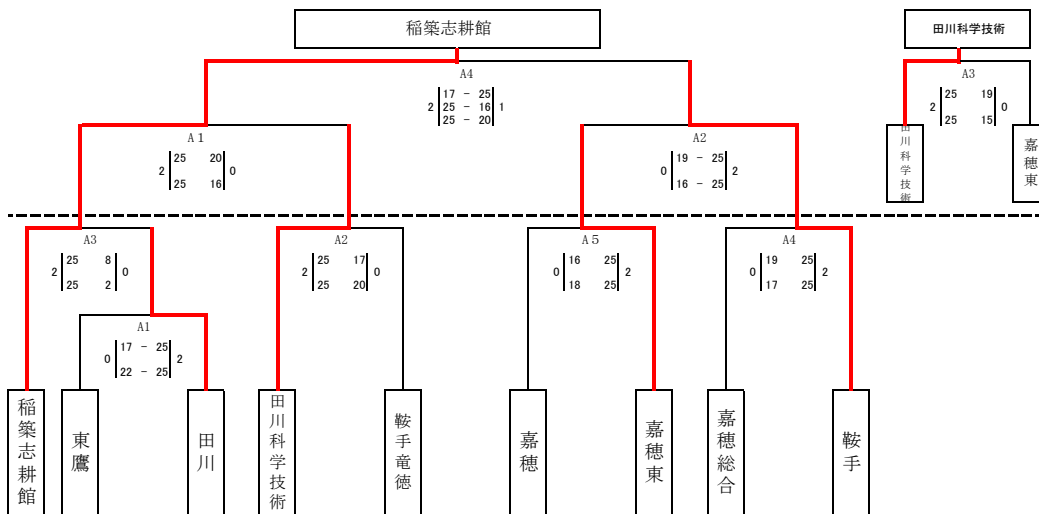 稲築志耕館
田川科学技術
A4
17 - 25
2 25 - 16 1
25 - 20
A3
25 19
2 0
25 15
田川科学技術
嘉穂東
A1
25 20
2 0
25 16
A2
19 - 25
0 2
16 - 25
A3
25 8
2 0
25 2
A2
25 17
2 0
25 20
A5
16 25
0 2
18 25
A4
19 25
0 2
17 25
A1
17 - 25
0 2
22 - 25
稲築志耕館
東鷹
田川
田川科学技術
鞍手竜徳
嘉穂
嘉穂東
嘉穂総合
鞍手